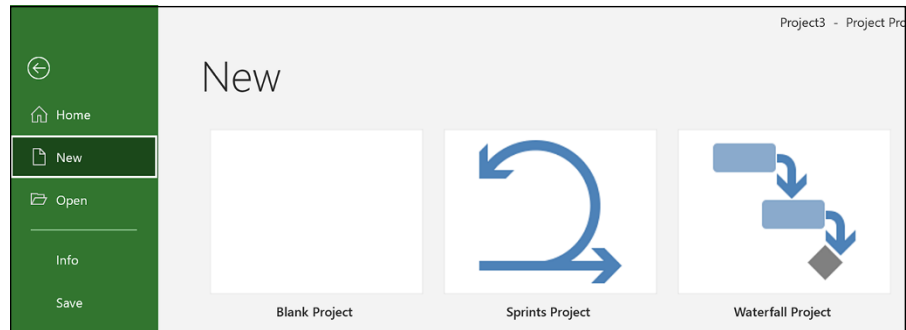 Project3 - Project Pro
New
Home
New
Open
Info
Save
Blank Project
Sprints Project
Waterfall Project